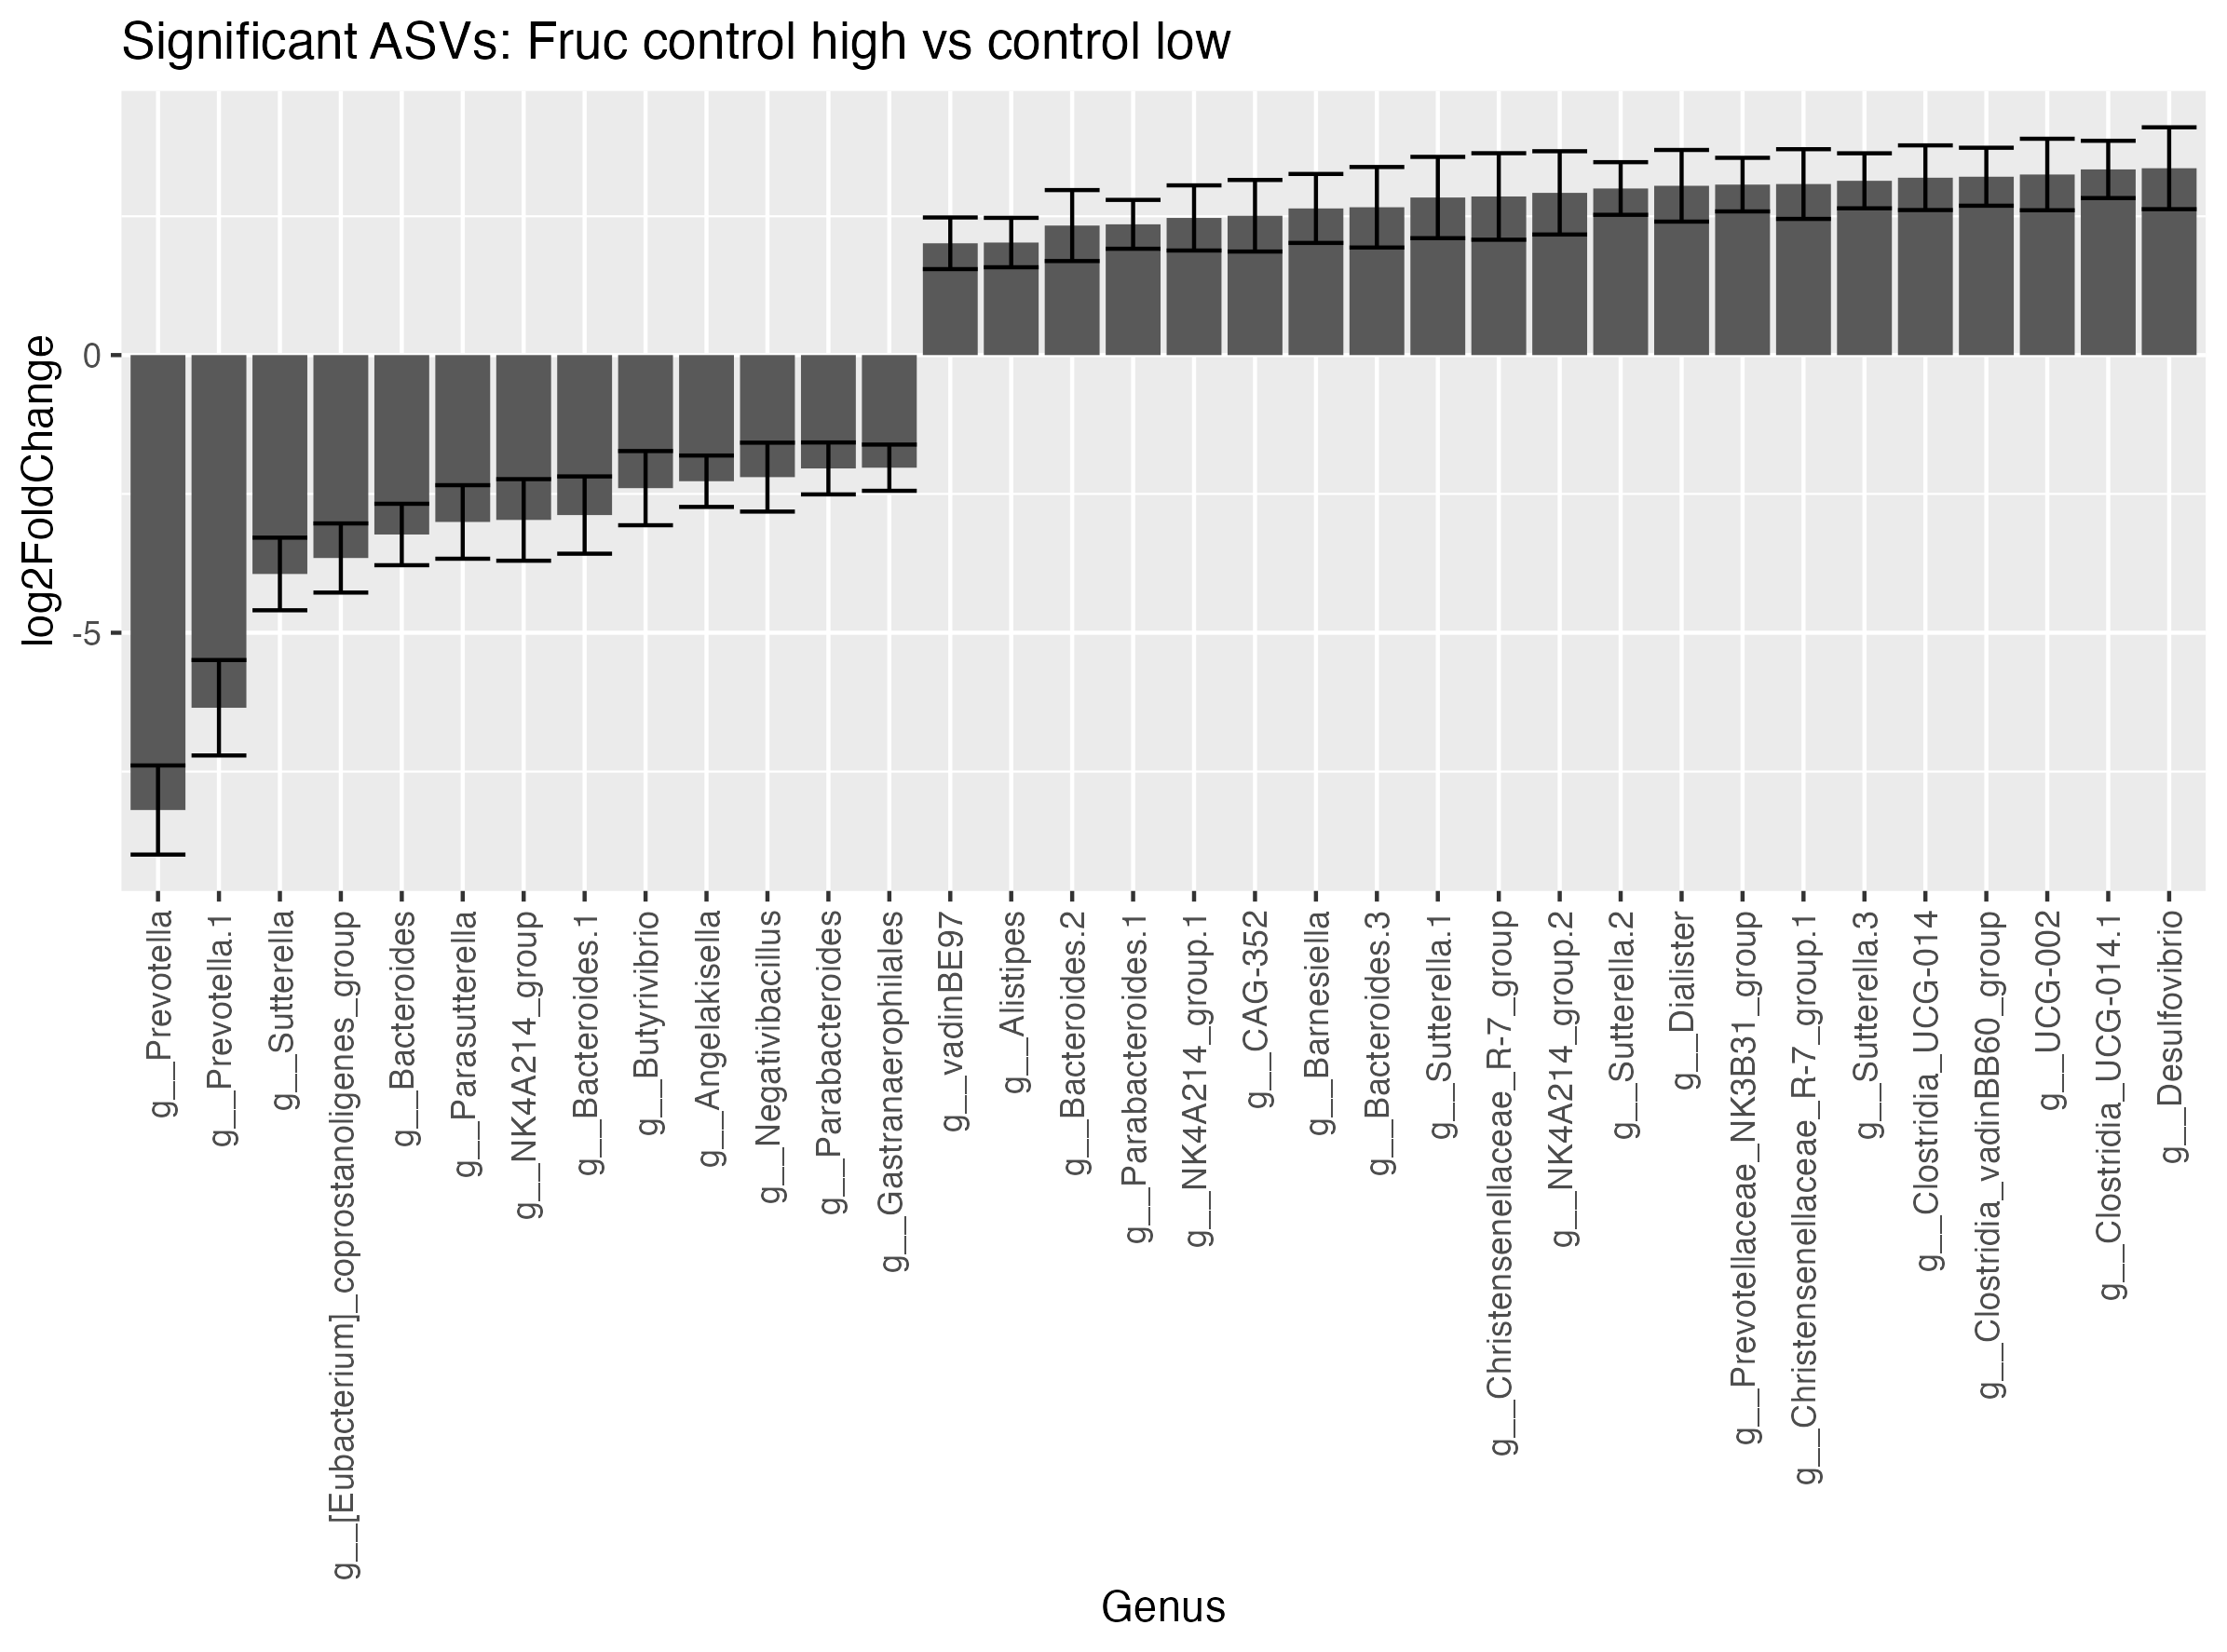 Significant ASVs: Fruc control high vs control low
log2FoldChange
0
-5
g__Prevotella
g__Prevotella.1
g__Sutterella
g__[Eubacterium]_coprostanoligenes_group
g__Bacteroides
g__Parasutterella
g__NK4A214_group
g__Bacteroides.1
g__Butyrivibrio
g__Angelakisella
g__Negativibacillus
g__Parabacteroides
g__Gastranaerophilales
g__vadinBE97
g__Alistipes
g__Bacteroides.2
g__Parabacteroides.1
g__NK4A214_group.1
g__CAG-352
g__Barnesiella
g__Bacteroides.3
g__Sutterella.1
g__Christensenellaceae_R-7_group
g__NK4A214_group.2
g__Sutterella.2
g__Dialister
g__Prevotellaceae_NK3B31_group
g__Christensenellaceae_R-7_group.1
g__Sutterella.3
g__Clostridia_UCG-014
g__Clostridia_vadinBB60_group
g__UCG-002
g__Clostridia_UCG-014.1
g__Desulfovibrio
Genus